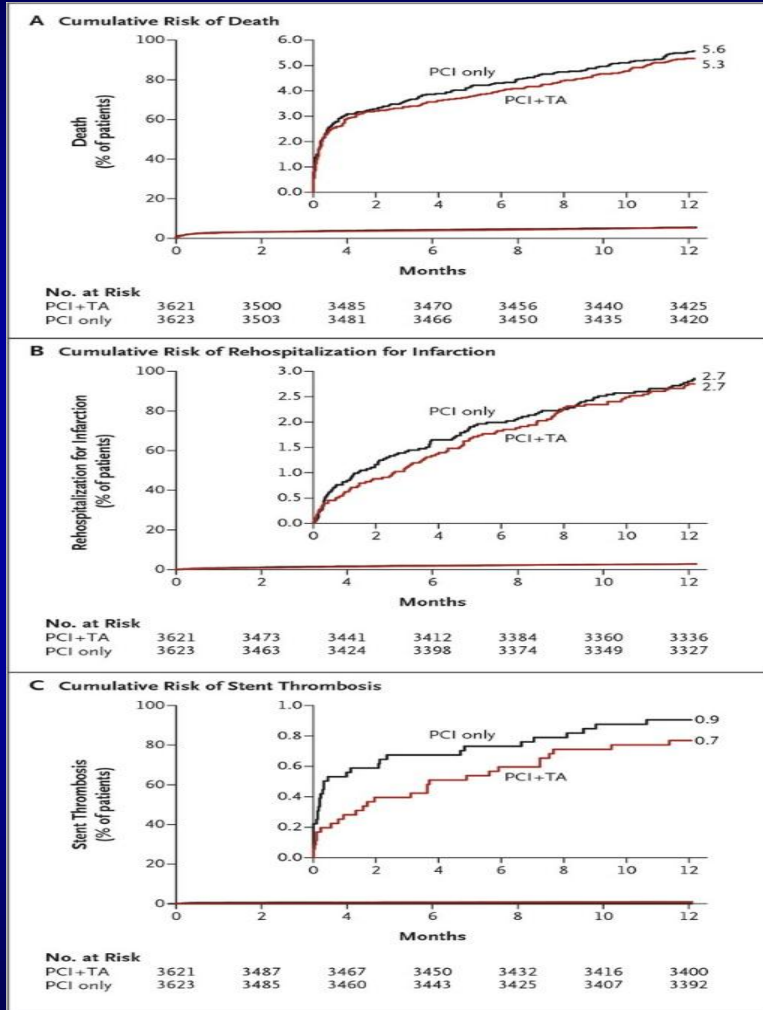 A Cumulative Risk of Death
Death
(% of patients)
100
80
60
40
20
0
6.0
5.0
4.0
3.0
2.0
1.0
0.0
PCI only
PCI+TA
5.6
5.3
0 2 4 6 8 10 12
0 2 4 6 8 10 12
Months
No. at Risk
PCI+TA 3621 3500 3485 3470 3456 3440 3425
PCI only 3623 3503 3481 3466 3450 3435 3420
B Cumulative Risk of Rehospitalization for Infarction
Rehospitalization for Infarction
(% of patients)
100
80
60
40
20
0
3.0
2.5
2.0
1.5
1.0
0.5
0.0
PCI only
PCI+TA
2.7
2.7
0 2 4 6 8 10 12
0 2 4 6 8 10 12
Months
No. at Risk
PCI+TA 3621 3473 3441 3412 3384 3360 3336
PCI only 3623 3463 3424 3398 3374 3349 3327
C Cumulative Risk of Stent Thrombosis
Stent Thrombosis
(% of patients)
100
80
60
40
20
0
1.0
0.8
0.6
0.4
0.2
0.0
PCI only
PCI+TA
0.9
0.7
0 2 4 6 8 10 12
0 2 4 6 8 10 12
Months
No. at Risk
PCI+TA 3621 3487 3467 3450 3432 3416 3400
PCI only 3623 3485 3460 3443 3425 3407 3392